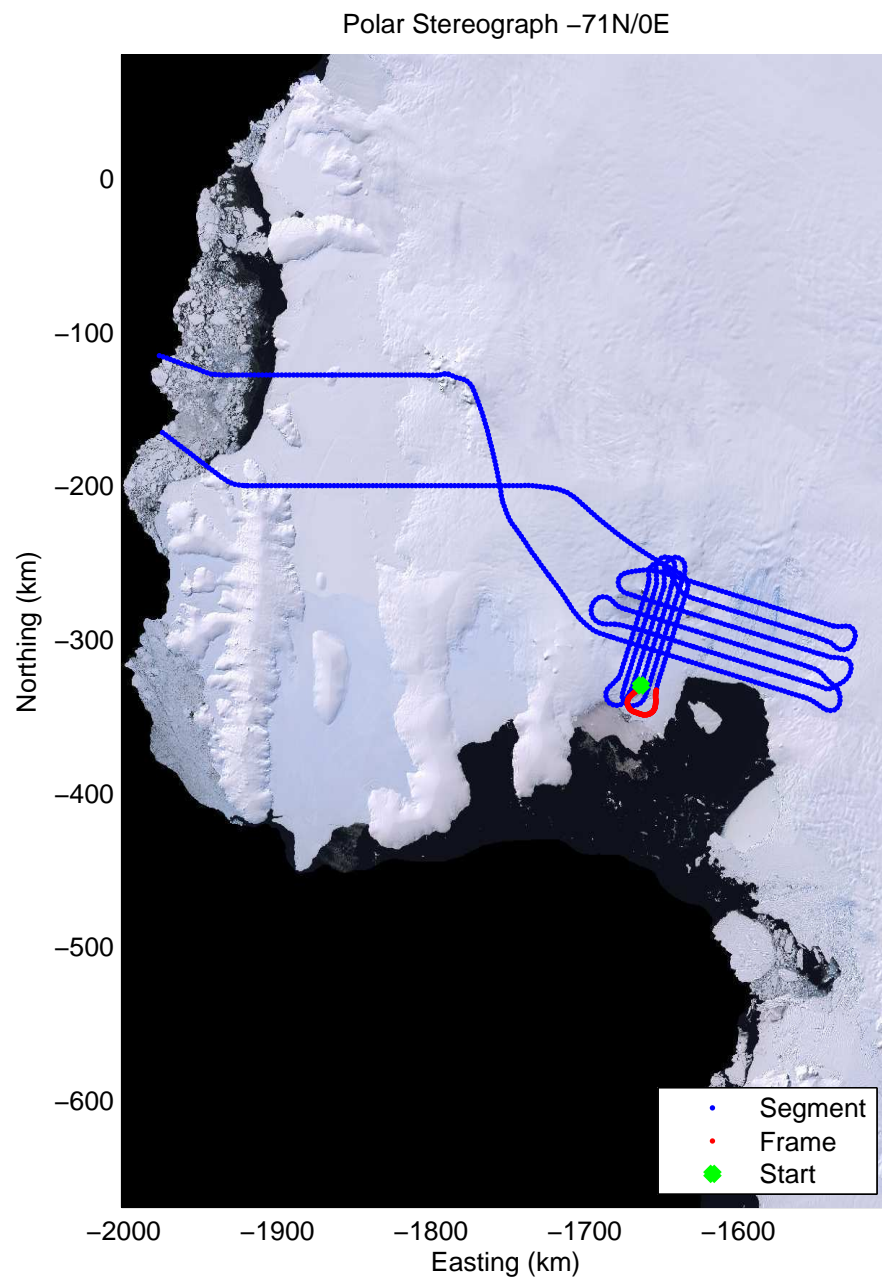 Polar Stereograph −71N/0E
0
−100
−200
−300
−400
−500
−600
Northing (km)
Segment
Frame
Start
−2000 −1900 −1800 −1700 −1600
Easting (km)